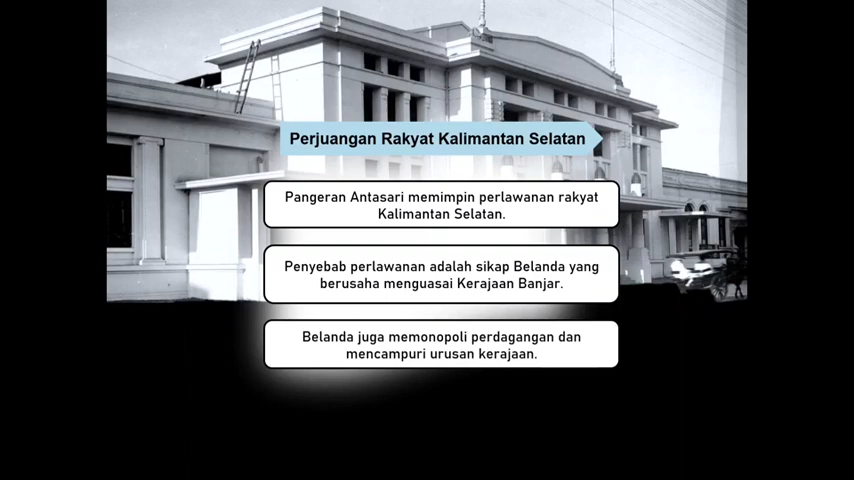 Perjuangan Rakyat Kalimantan Selatan
Pangeran Antasari memimpin perlawanan rakyat
Kalimantan Selatan.
Penyebab perlawanan adalah sikap Belanda yang
berusaha menguasai Kerajaan Banjar.
Belanda juga memonopoli perdagangan dan
mencampuri urusan kerajaan.